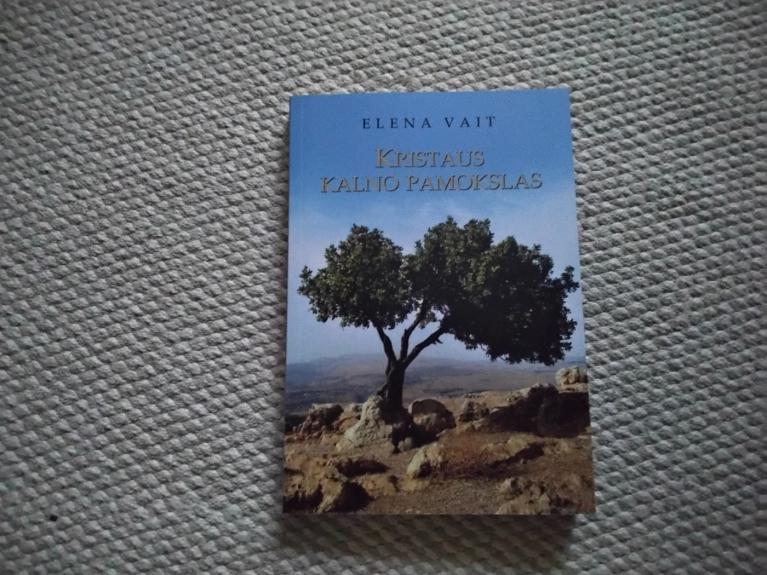 ELENA VAIT
KRISTAUS
KALNO PAMOKSLAS